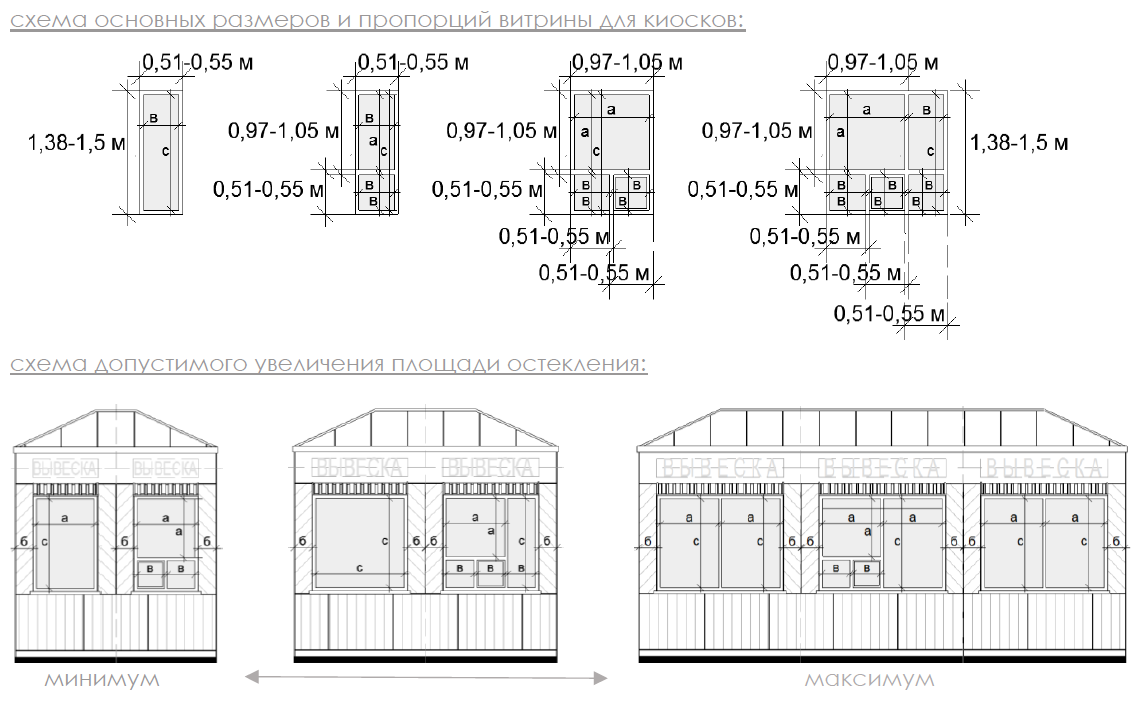 схема основных размеров и пропорций витрины для киосков:
0,51-0,55 м 0,51-0,55 м 0,97-1,05 м 0,97-1,05 м
в в а а в
1,38-1,5 м 0,97-1,05 м а 0,97-1,05 м а 0,97-1,05 м а 1,38-1,5 м
с с с с
0,51-0,55 м в 0,51-0,55 м в в 0,51-0,55 м в в в
в в в в в в
0,51-0,55 м 0,51-0,55 м
0,51-0,55 м 0,51-0,55 м
0,51-0,55 м
схема допустимого увеличения площади остекления:
ВЫВЕСКА ВЫВЕСКА ВЫВЕСКА ВЫВЕСКА ВЫВЕСКА ВЫВЕСКА ВЫВЕСКА
а а а а а а а а а
а а
б с б б б с с б б с с с с б б с с б
в в с в в в в в
минимум максимум